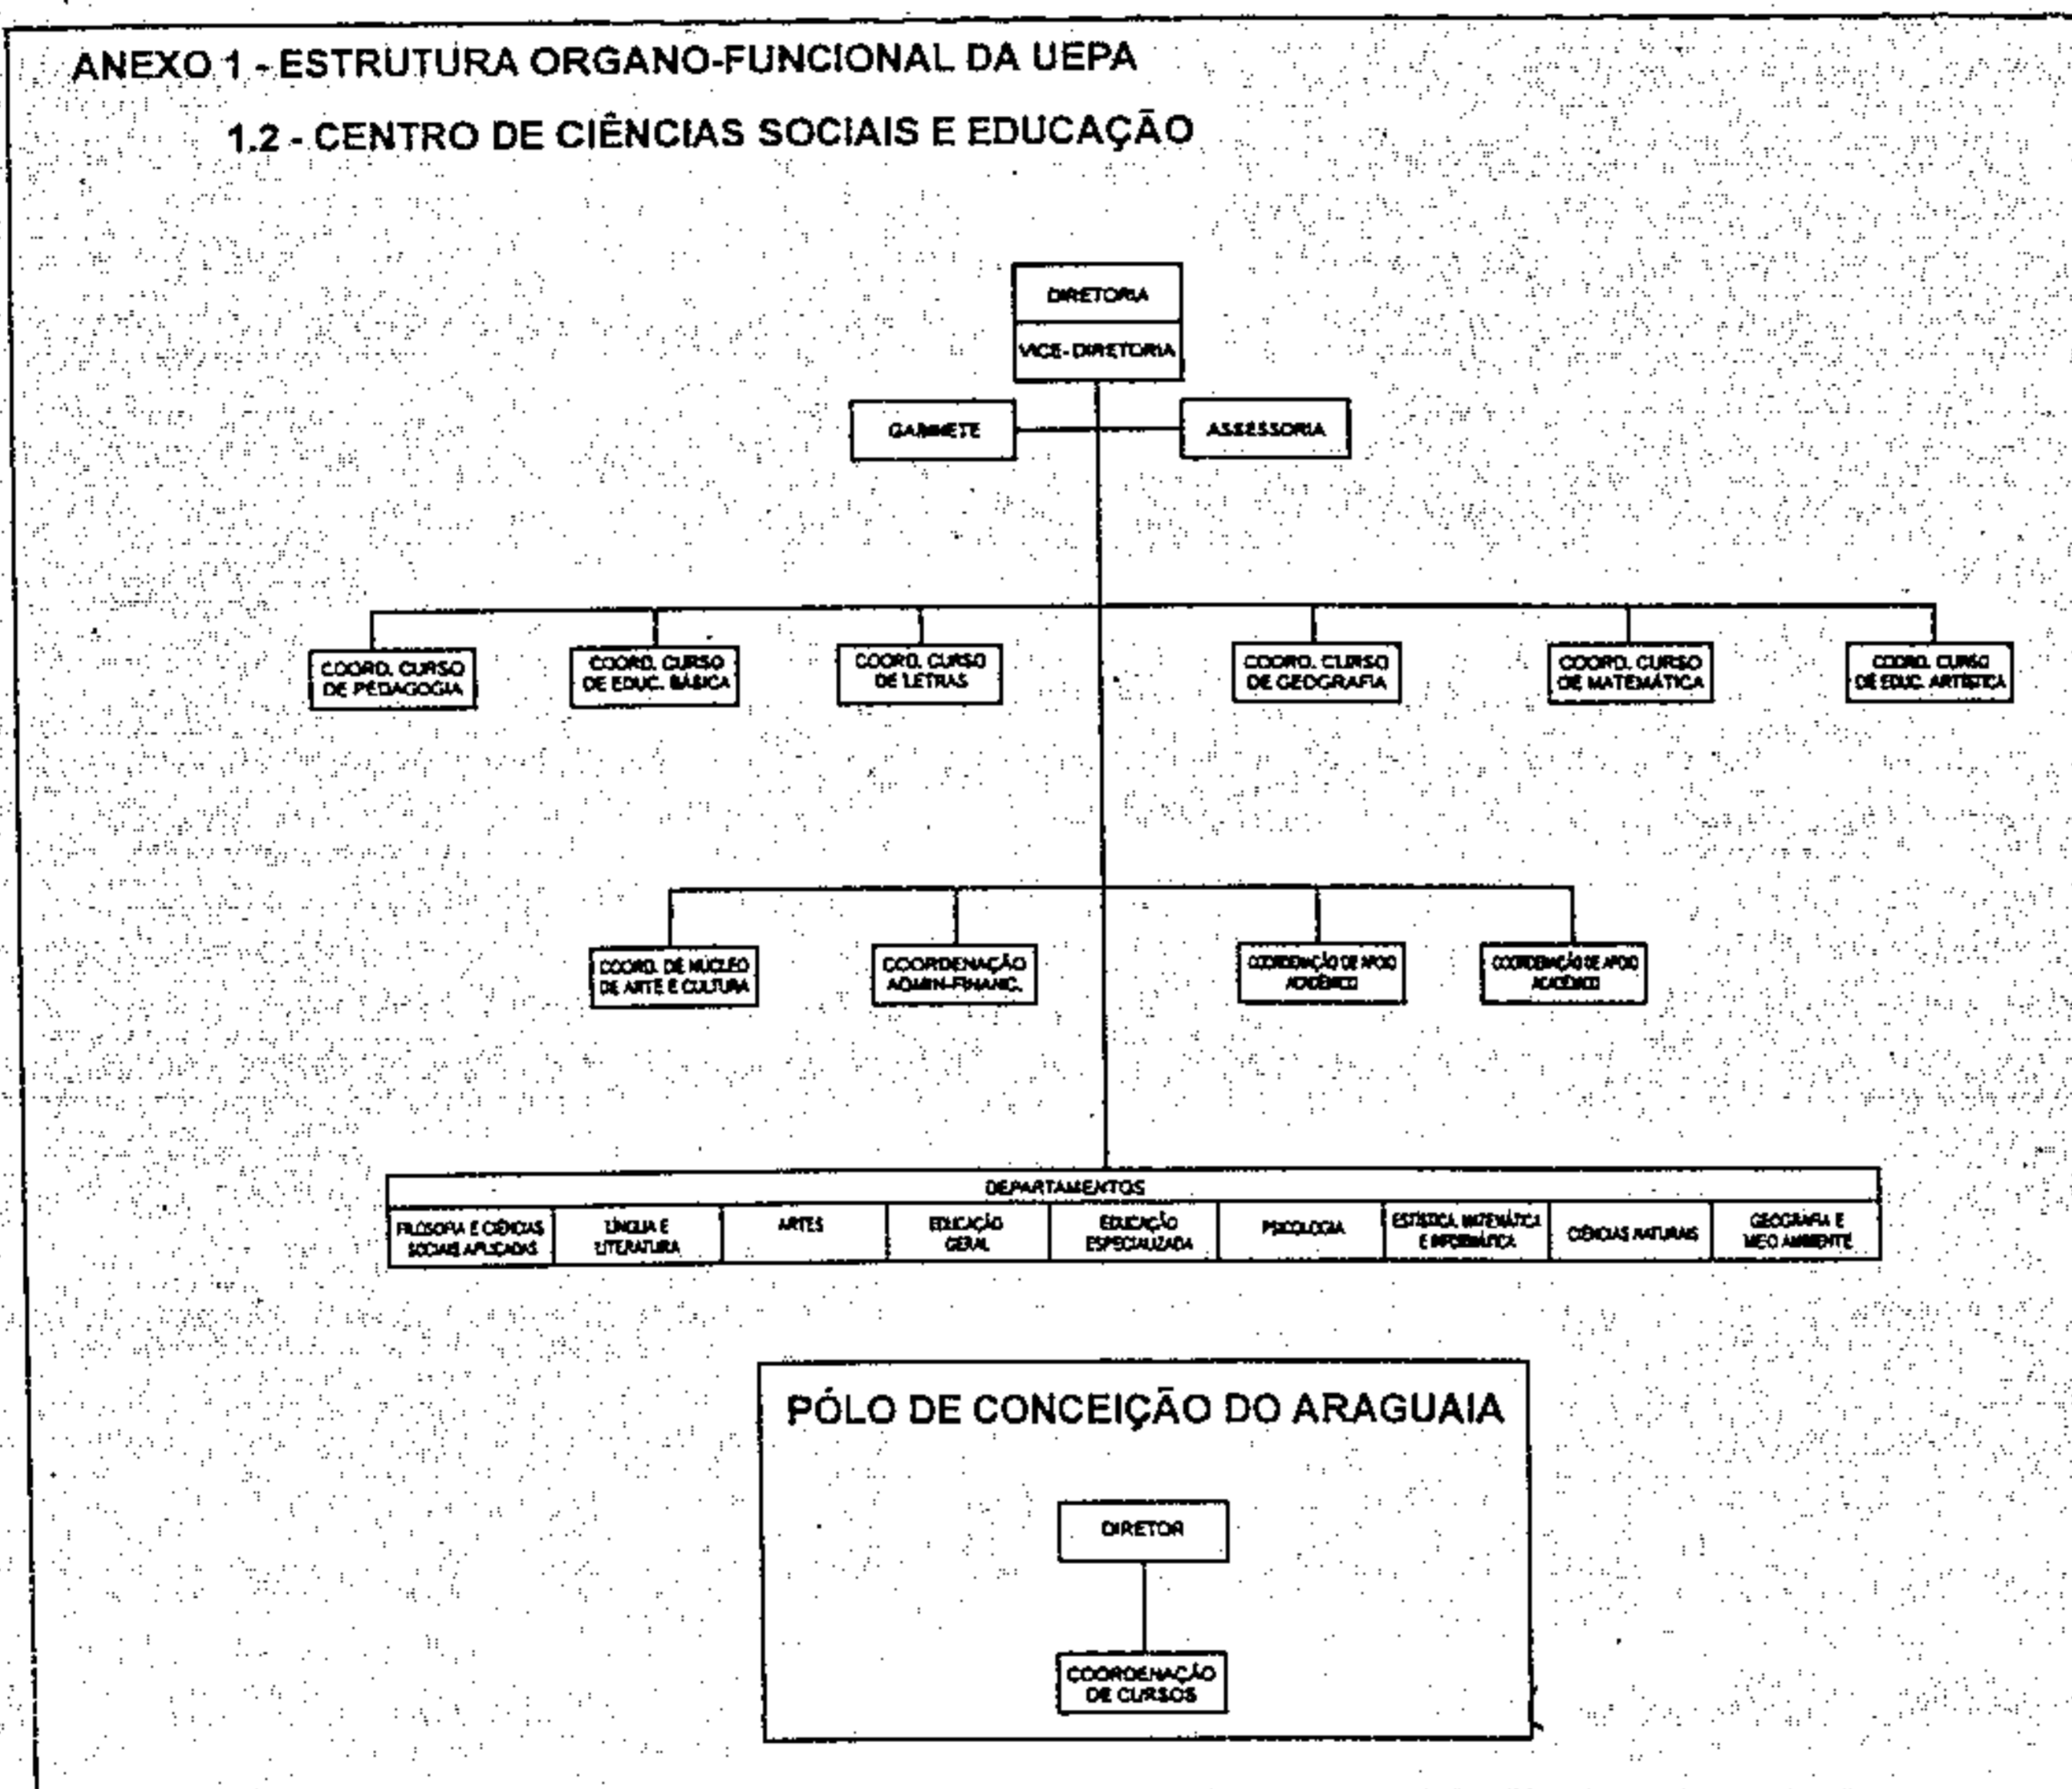 ANEXO 1 - ESTRUTURA ORGANO-FUNCIONAL DA UEPA
1.2 - CENTRO DE CIÊNCIAS SOCIAIS E EDUCAÇÃO
DIRETORIA
VICE-DIRETORIA
GABINETE
ASSESSORIA
COORD. CURSO
DE PEDAGOGIA
COORD. CURSO
DE EDUC. BÁSICA
COORD. CURSO
DE LETRAS
COORD. CURSO
DE GEOGRAFIA
COORD. CURSO
DE MATEMÁTICA
COORD. CURSO
DE EDUC. ARTÍSTICA
COORD. DE NÚCLEO
DE ARTE E CULTURA
COORDENAÇÃO
ADMIN-FINANC.
COORDENAÇÃO DE APOIO
ACADÊMICO
COORDENAÇÃO DE APOIO
ACADÊMICO
DEPARTAMENTOS
FILOSOFIA E CIÊNCIAS
SOCIAIS APLICADAS
LÍNGUA E
LITERATURA
ARTES
EDUCAÇÃO
GERAL
EDUCAÇÃO
ESPECIALIZADA
PSICOLOGIA
ESTÍSTICA, MATEMÁTICA
E INFORMÁTICA
CIÊNCIAS NATURAIS
GEOGRAFIA E
MEIO AMBIENTE
PÓLO DE CONCEIÇÃO DO ARAGUAIA
DIRETOR
COORDENAÇÃO
DE CURSOS